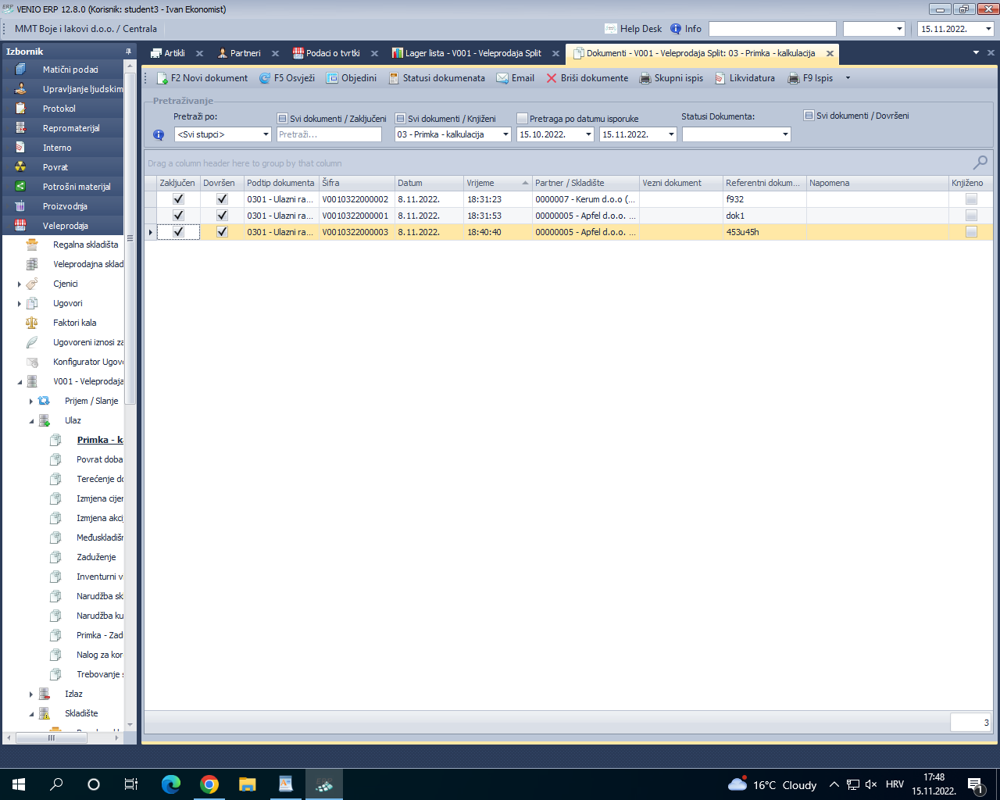 VENIO ERP 12.8.0 (Korisnik: student3 - Ivan Ekonomist)
MMT Boje i lakovi d.o.o. / Centrala
Help Desk
Info
15.11.2022.
Izbornik
Artikli
Partneri
Podaci o tvrtki
Lager lista - V001 - Veleprodaja Split
Dokumenti - V001 - Veleprodaja Split: 03 - Primka - kalkulacija
F2 Novi dokument
F5 Osvježi
Objedini
Statusi dokumenata
Email
Briši dokumente
Skupni ispis
Likvidatura
F9 Ispis
Matični podaci
Upravljanje ljudskim
Protokol
Repromaterijal
Interno
Povrat
Potrošni materijal
Proizvodnja
Veleprodaja
Regalna skladišta
Veleprodajna sklad
Cjenici
Ugovori
Faktori kala
Ugovoreni iznosi za
Konfigurator Ugov
V001 - Veleprodaja
Prijem / Slanje
Ulaz
Primka - k
Povrat doba
Terećenje d
Izmjena cijen
Izmjena akcij
Međuskladišn
Zaduženje
Inventurni v
Narudžba sk
Narudžba ku
Primka - Zad
Nalog za kor
Trebovanje s
Izlaz
Skladište
Pretraživanje
Pretraži po:
Svi dokumenti / Zaključeni
Svi dokumenti / Knjiženi
Pretraga po datumu isporuke
Statusi Dokumenta:
Svi dokumenti / Dovršeni
<Svi stupci>
Pretraži...
03 - Primka - kalkulacija
15.10.2022.
15.11.2022.
Drag a column header here to group by that column
Zaključen Dovršen Podtip dokumenta Šifra Datum Vrijeme Partner / Skladište Vezni dokument Referentni dokum... Napomena Knjiženo
0301 - Ulazni ra... V0010322000002 8.11.2022. 18:31:23 0000007 - Kerum d.o.o (... f932
0301 - Ulazni ra... V0010322000001 8.11.2022. 18:31:53 00000005 - Apfel d.o.o. ... dok1
0301 - Ulazni ra... V0010322000003 8.11.2022. 18:40:40 00000005 - Apfel d.o.o. ... 453u45h
3
16°C Cloudy
HRV
17:48
15.11.2022.
1